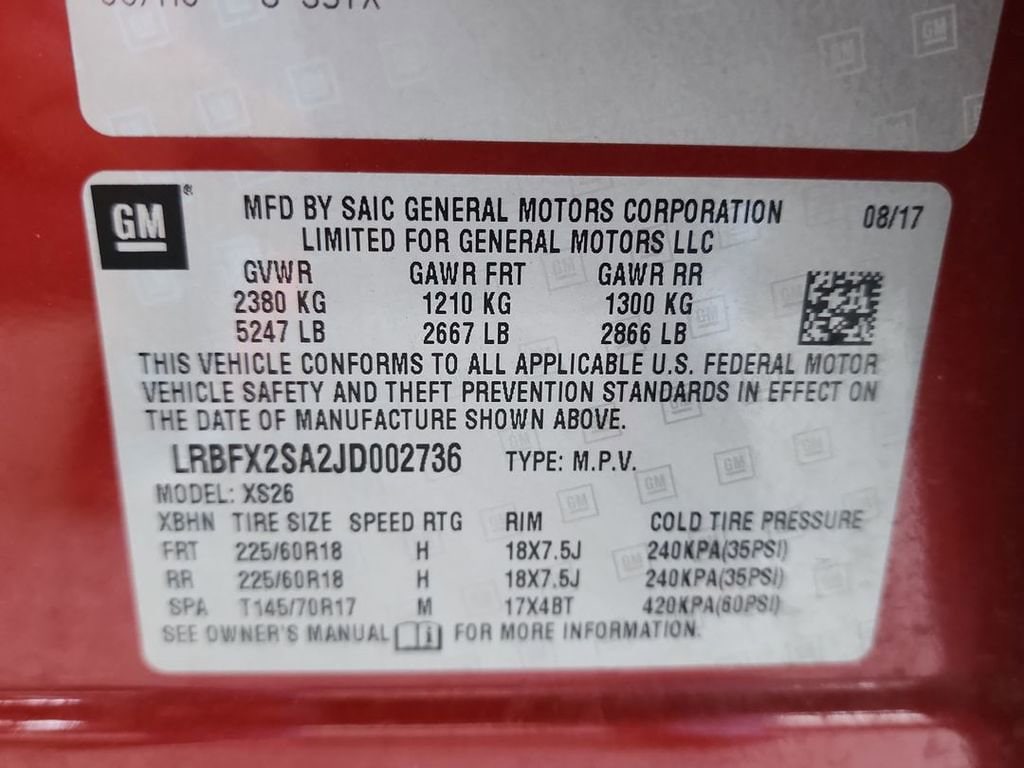 GM ®
MFD BY SAIC GENERAL MOTORS CORPORATION 08/17
LIMITED FOR GENERAL MOTORS LLC
GVWR GAWR FRT GAWR RR
2380 KG 1210 KG 1300 KG
5247 LB 2667 LB 2866 LB
THIS VEHICLE CONFORMS TO ALL APPLICABLE U.S. FEDERAL MOTOR
VEHICLE SAFETY AND THEFT PREVENTION STANDARDS IN EFFECT ON
THE DATE OF MANUFACTURE SHOWN ABOVE.
LRBFX2SA2JD002736 TYPE: M.P.V.
MODEL: XS26
XBHN TIRE SIZE SPEED RTG RIM COLD TIRE PRESSURE
FRT 225/60R18 H 18X7.5J 240KPA(35PSI)
RR 225/60R18 H 18X7.5J 240KPA(35PSI)
SPA T145/70R17 M 17X4BT 420KPA(60PSI)
SEE OWNER'S MANUAL FOR MORE INFORMATION.